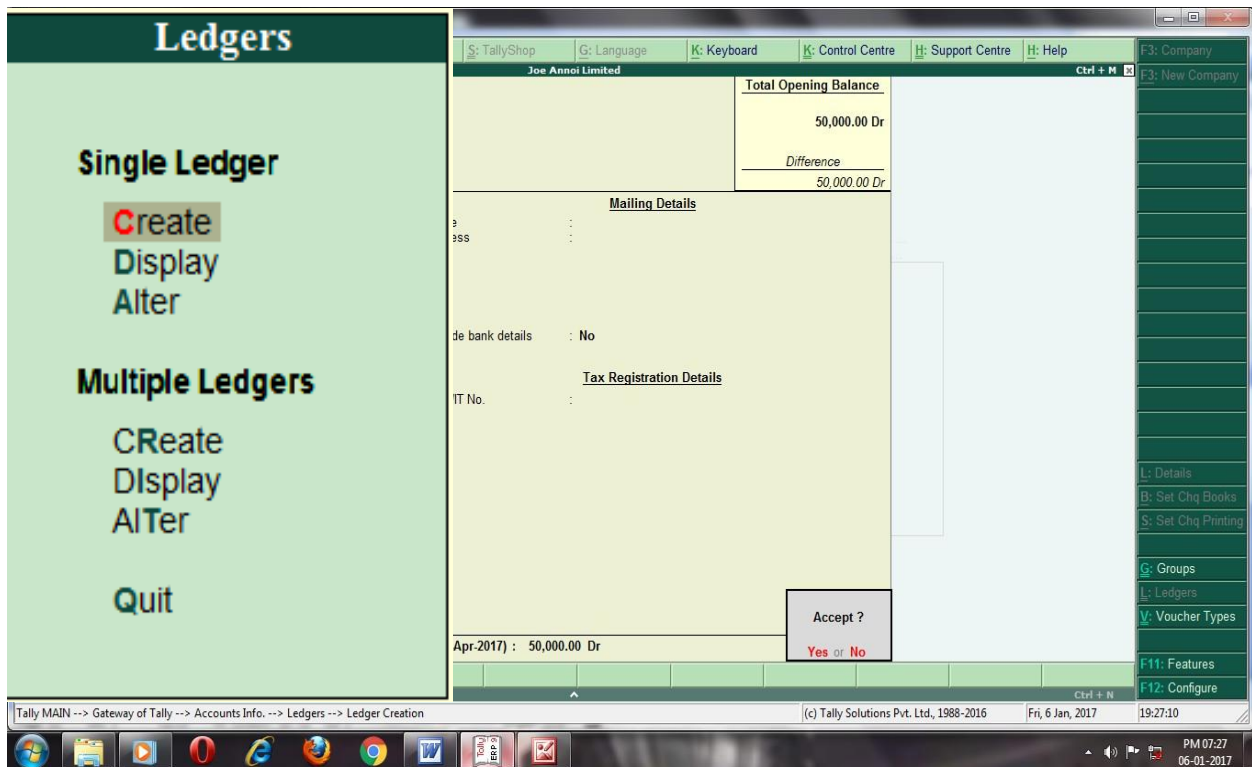 Ledgers
Single Ledger
Create
Display
Alter
Multiple Ledgers
CReate
DIsplay
AlTer
Quit
S: TallyShop G: Language K: Keyboard K: Control Centre H: Support Centre H: Help
Joe Annoi Limited Ctrl + M
Total Opening Balance
50,000.00 Dr
Difference
50,000.00 Dr
Mailing Details
e :
ess :
de bank details : No
Tax Registration Details
/IT No. :
Accept ?
Yes or No
Apr-2017) : 50,000.00 Dr
Ctrl + N
F3: Company
F3: New Company
L: Details
B: Set Chq Books
S: Set Chq Printing
G: Groups
L: Ledgers
V: Voucher Types
F11: Features
F12: Configure
Tally MAIN --> Gateway of Tally --> Accounts Info. --> Ledgers --> Ledger Creation (c) Tally Solutions Pvt. Ltd., 1988-2016 Fri, 6 Jan, 2017 19:27:10
Tally
ERP 9
PM 07:27
06-01-2017